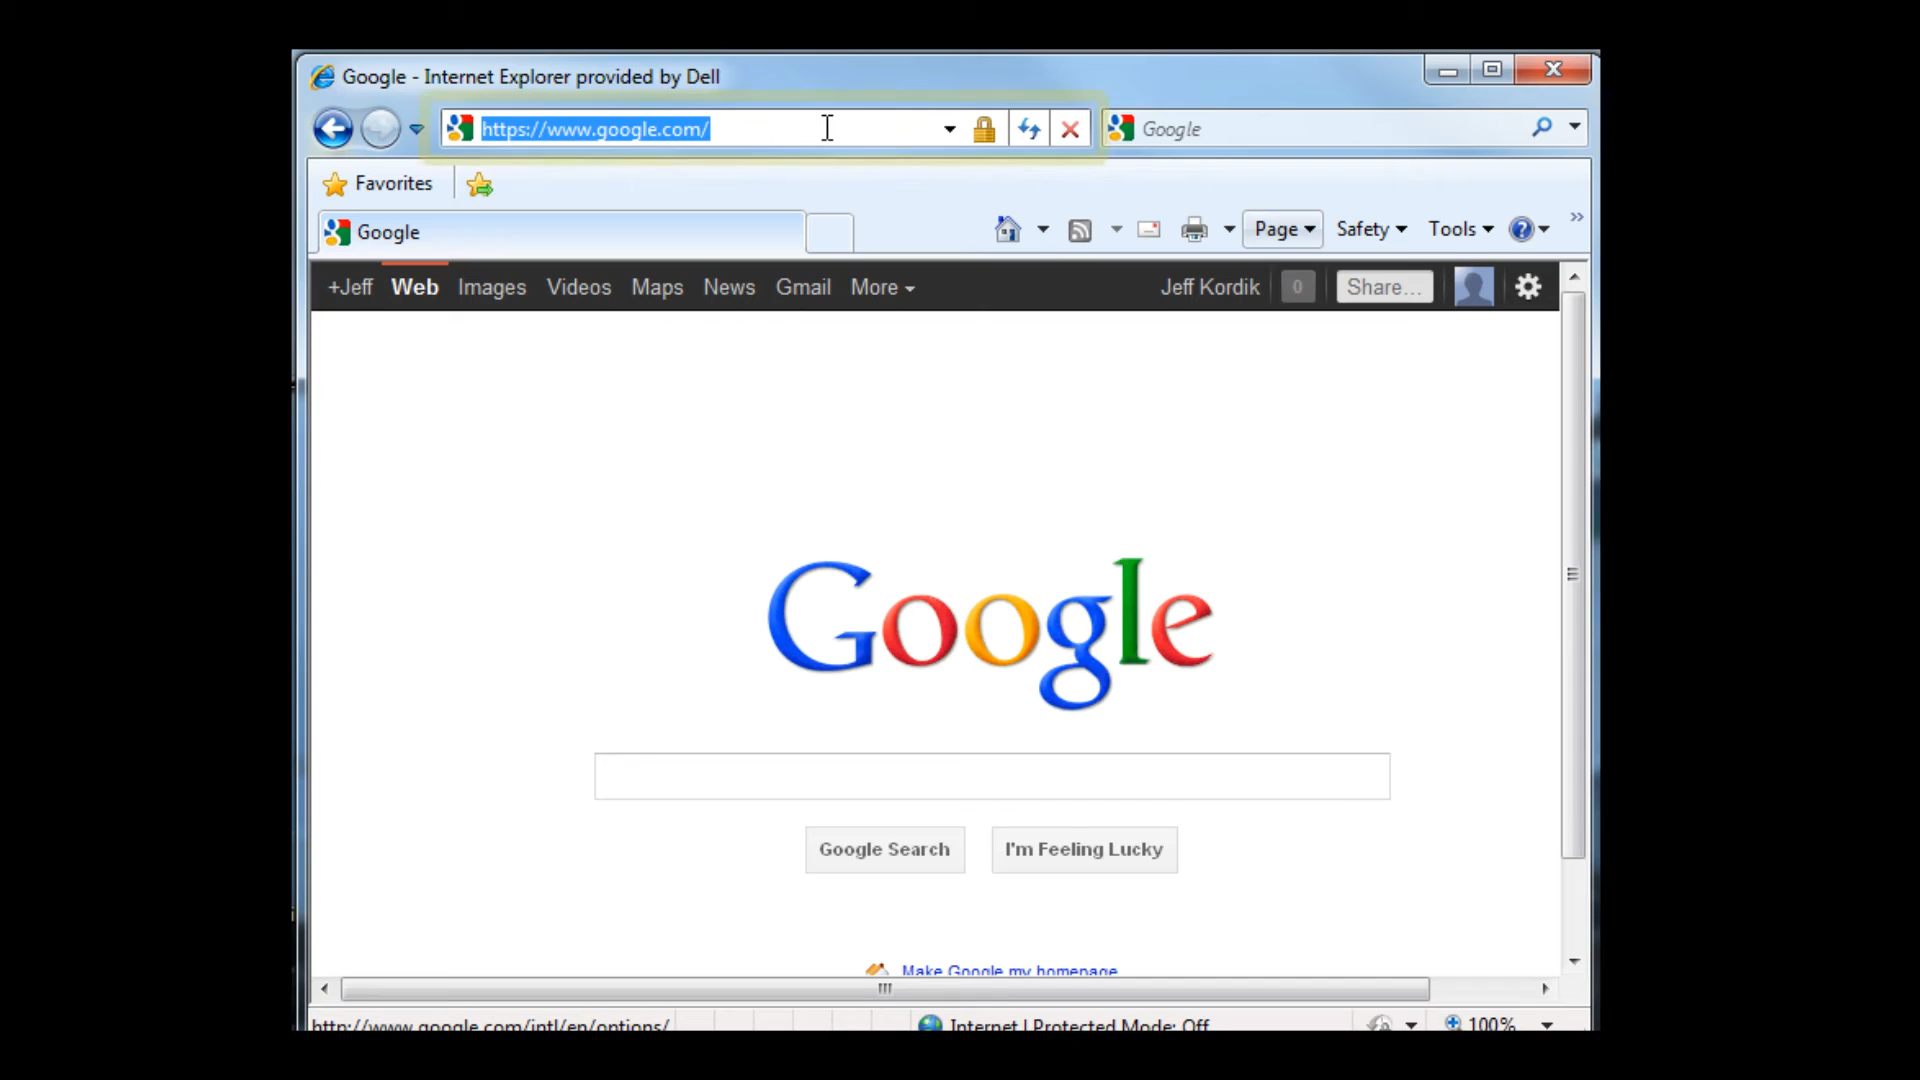 Google - Internet Explorer provided by Dell
https://www.google.com/
Google
Favorites
Google
Page
Safety
Tools
+Jeff Web Images Videos Maps News Gmail More
Jeff Kordik 0 Share...
Google
Google Search
I'm Feeling Lucky
Make Google my homepage
http://www.google.com/intl/en/options/
Internet | Protected Mode: Off
100%